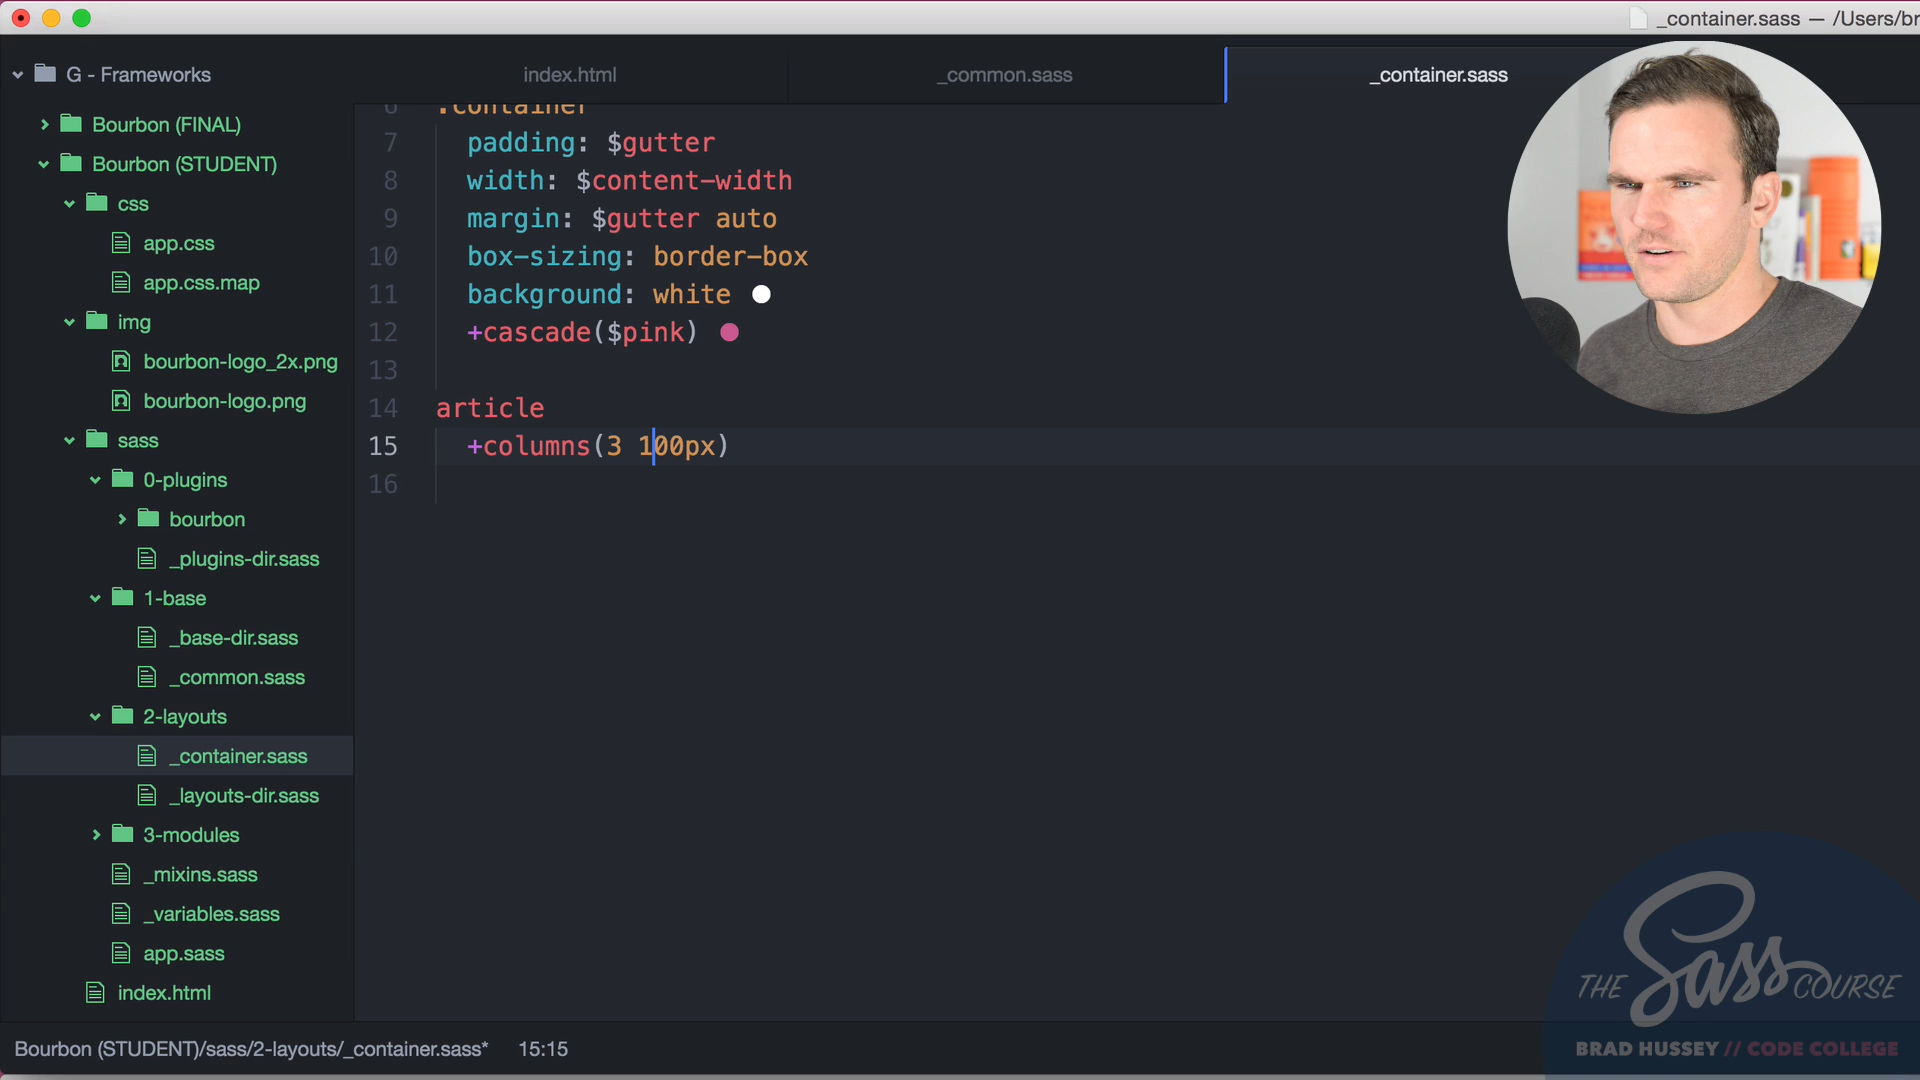 _container.sass — /Users/br
G - Frameworks
index.html
_common.sass
_container.sass
Bourbon (FINAL)
Bourbon (STUDENT)
css
app.css
app.css.map
img
bourbon-logo_2x.png
bourbon-logo.png
sass
0-plugins
bourbon
_plugins-dir.sass
1-base
_base-dir.sass
_common.sass
2-layouts
_container.sass
_layouts-dir.sass
3-modules
_mixins.sass
_variables.sass
app.sass
index.html
6 .container
7 padding: $gutter
8 width: $content-width
9 margin: $gutter auto
10 box-sizing: border-box
11 background: white
12 +cascade($pink)
13
14 article
15 +columns(3 100px)
16
THE Sass COURSE
BRAD HUSSEY // CODE COLLEGE
Bourbon (STUDENT)/sass/2-layouts/_container.sass* 15:15